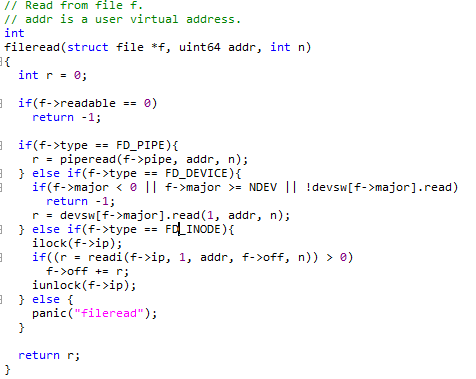 // Read from file f.
// addr is a user virtual address.
int
fileread(struct file *f, uint64 addr, int n)
{
  int r = 0;

  if(f->readable == 0)
    return -1;

  if(f->type == FD_PIPE){
    r = piperead(f->pipe, addr, n);
  } else if(f->type == FD_DEVICE){
    if(f->major < 0 || f->major >= NDEV || !devsw[f->major].read)
      return -1;
    r = devsw[f->major].read(1, addr, n);
  } else if(f->type == FD_INODE){
    ilock(f->ip);
    if((r = readi(f->ip, 1, addr, f->off, n)) > 0)
      f->off += r;
    iunlock(f->ip);
  } else {
    panic("fileread");
  }

  return r;
}